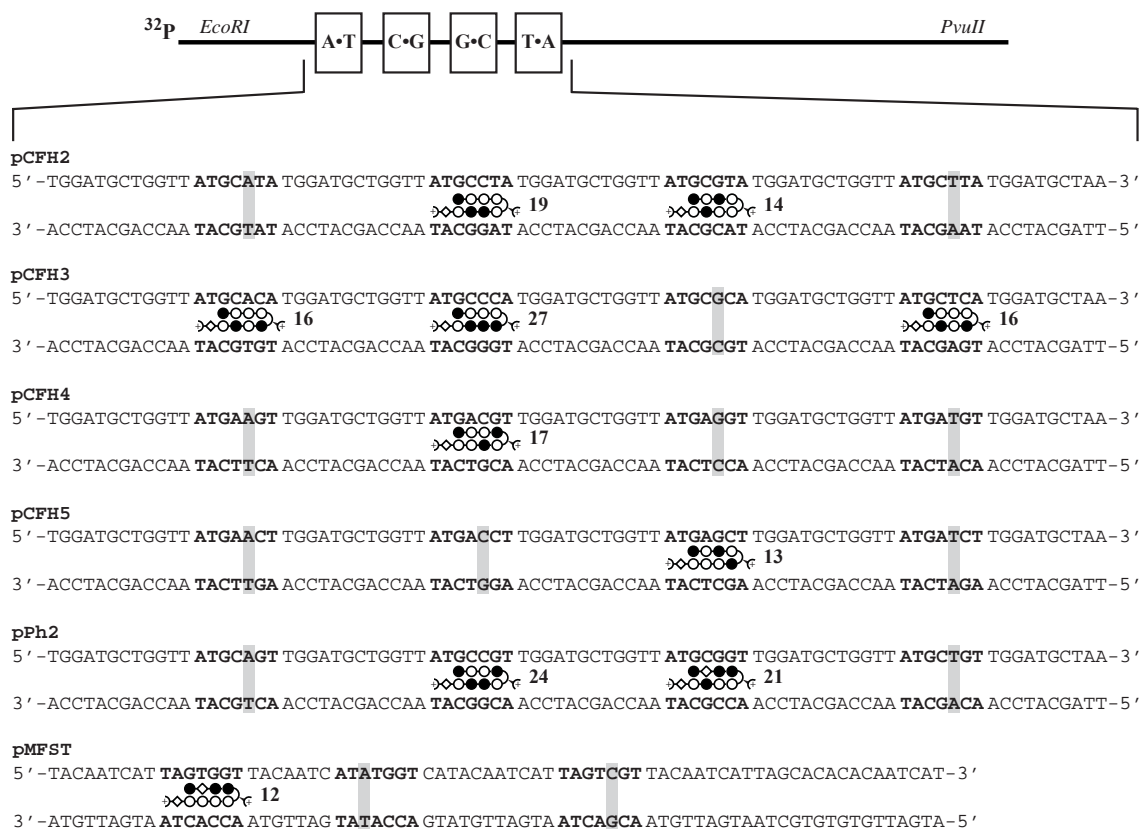 32P EcoRI A•T C•G G•C T•A PvuII
pCFH2
5′-TGGATGCTGGTT ATGCATA TGGATGCTGGTT ATGCCTA TGGATGCTGGTT ATGCGTA TGGATGCTGGTT ATGCTTA TGGATGCTAA-3′
19 14
3′-ACCTACGACCAA TACGTAT ACCTACGACCAA TACGGAT ACCTACGACCAA TACGCAT ACCTACGACCAA TACGAAT ACCTACGATT-5′
pCFH3
5′-TGGATGCTGGTT ATGCACA TGGATGCTGGTT ATGCCCA TGGATGCTGGTT ATGCGCA TGGATGCTGGTT ATGCTCA TGGATGCTAA-3′
16 27 16
3′-ACCTACGACCAA TACGTGT ACCTACGACCAA TACGGGT ACCTACGACCAA TACGCGT ACCTACGACCAA TACGAGT ACCTACGATT-5′
pCFH4
5′-TGGATGCTGGTT ATGAAGT TGGATGCTGGTT ATGACGT TGGATGCTGGTT ATGAGGT TGGATGCTGGTT ATGATGT TGGATGCTAA-3′
17
3′-ACCTACGACCAA TACTTCA ACCTACGACCAA TACTGCA ACCTACGACCAA TACTCCA ACCTACGACCAA TACTACA ACCTACGATT-5′
pCFH5
5′-TGGATGCTGGTT ATGAACT TGGATGCTGGTT ATGACCT TGGATGCTGGTT ATGAGCT TGGATGCTGGTT ATGATCT TGGATGCTAA-3′
13
3′-ACCTACGACCAA TACTTGA ACCTACGACCAA TACTGGA ACCTACGACCAA TACTCGA ACCTACGACCAA TACTAGA ACCTACGATT-5′
pPh2
5′-TGGATGCTGGTT ATGCAGT TGGATGCTGGTT ATGCCGT TGGATGCTGGTT ATGCGGT TGGATGCTGGTT ATGCTGT TGGATGCTAA-3′
24 21
3′-ACCTACGACCAA TACGTCA ACCTACGACCAA TACGGCA ACCTACGACCAA TACGCCA ACCTACGACCAA TACGACA ACCTACGATT-5′
pMFST
5′-TACAATCAT TAGTGGT TACAATC ATATGGT CATACAATCATT TAGTCGT TACAATCATTAGCACACACAATCAT-3′
12
3′-ATGTTAGTA ATCACCA ATGTTAG TATACCA GTATGTTAGTAA ATCAGCA ATGTTAGTAATCGTGTGTGTTAGTA-5′